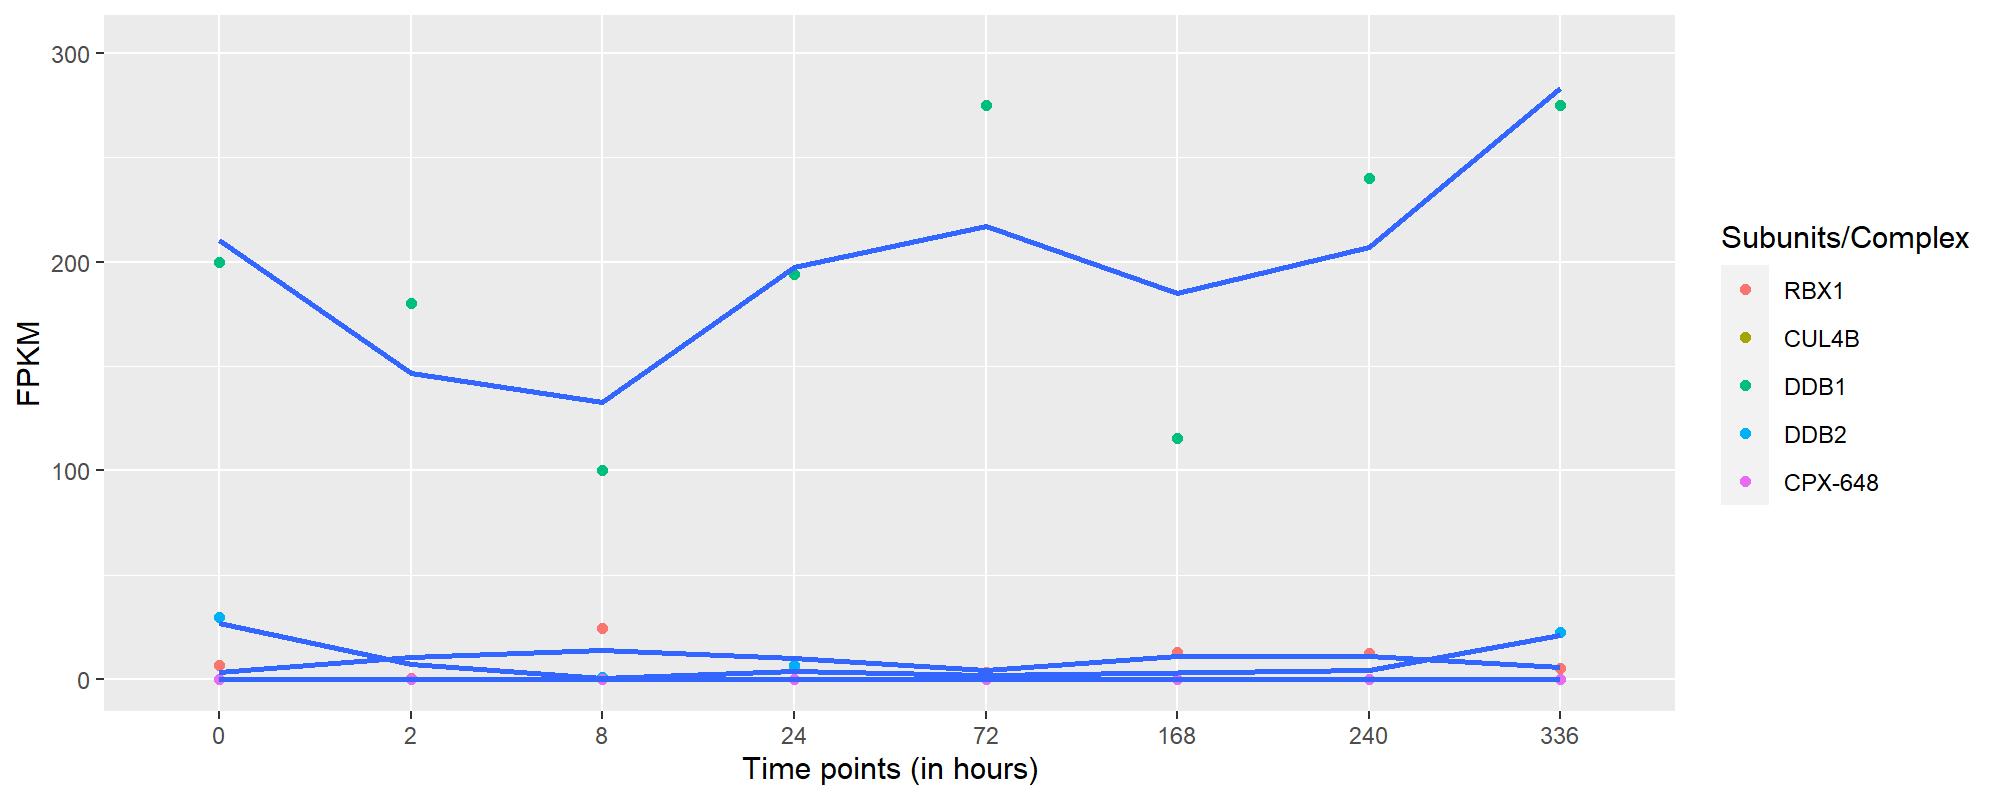 300
200
100
0
FPKM
0 2 8 24 72 168 240 336
Time points (in hours)
Subunits/Complex
RBX1
CUL4B
DDB1
DDB2
CPX-648